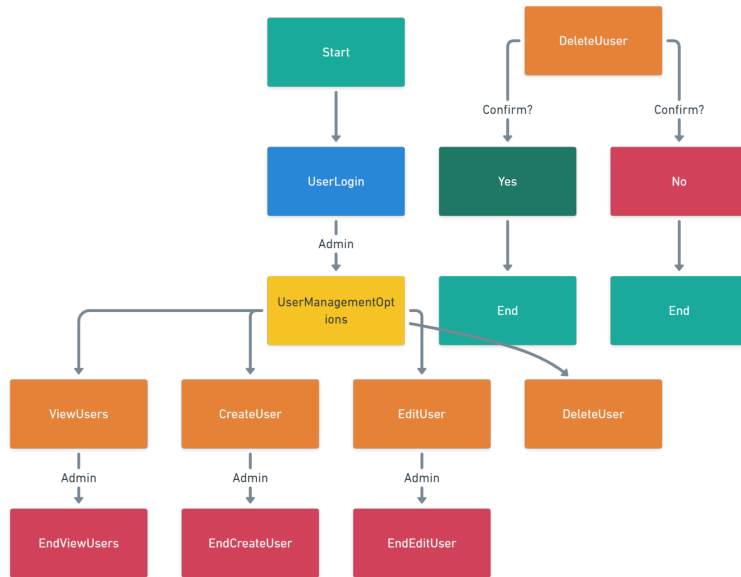 Start
DeleteUuser
Confirm?
Confirm?
UserLogin
Yes
No
Admin
UserManagementOpt
ions
End
End
ViewUsers
CreateUser
EditUser
DeleteUser
Admin
Admin
Admin
EndViewUsers
EndCreateUser
EndEditUser